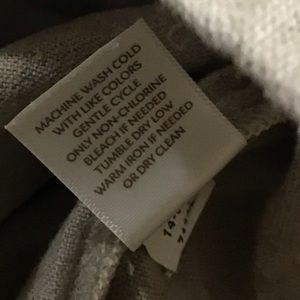 MACHINE WASH COLD
WITH LIKE COLORS
GENTLE CYCLE
ONLY NON-CHLORINE
BLEACH IF NEEDED
TUMBLE DRY LOW
WARM IRON IF NEEDED
OR DRY CLEAN